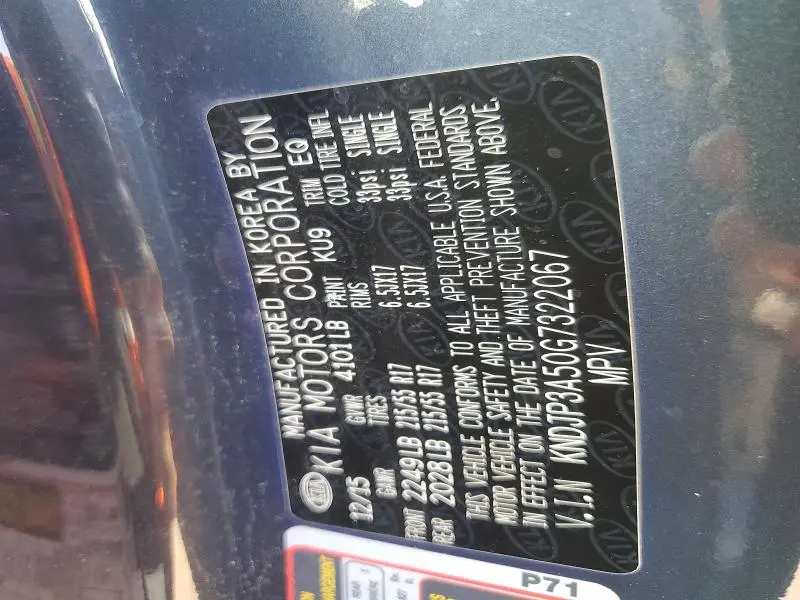 MANUFACTURED IN KOREA BY
KIA KIA MOTORS CORPORATION
12/15 GVWR 4101LB PAINT KU9 TRIM EQ
GAWR TIRES RIMS COLD TIRE INFL
FRONT 2249LB 215/55 R17 6.5JX17 33psi SINGLE
REAR 2028LB 215/55 R17 6.5JX17 33psi SINGLE
THIS VEHICLE CONFORMS TO ALL APPLICABLE U.S.A. FEDERAL
MOTOR VEHICLE SAFETY AND THEFT PREVENTION STANDARDS
IN EFFECT ON THE DATE OF MANUFACTURE SHOWN ABOVE.
V.I.N KNDJP3A50G7322067
MPV
P71